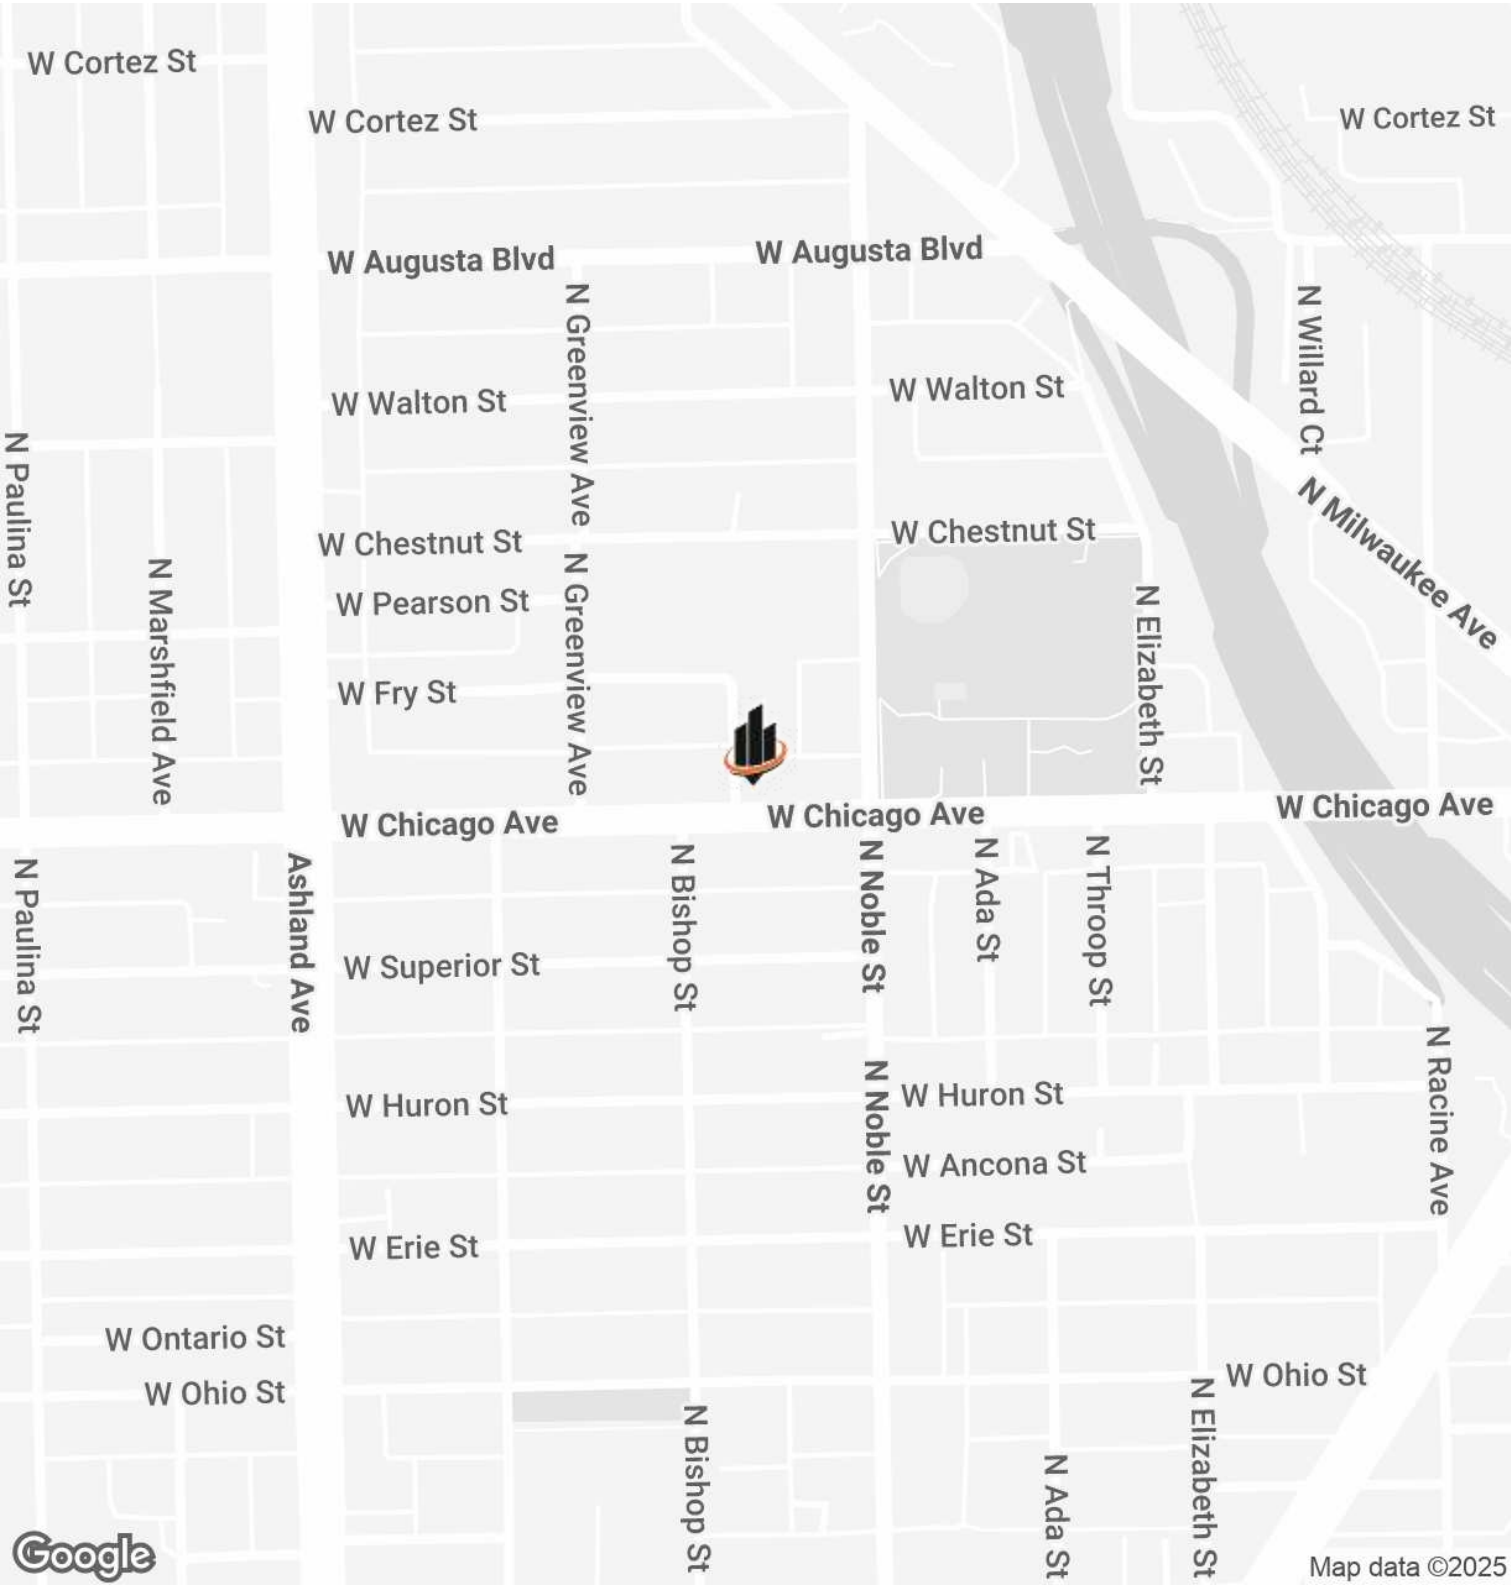 W Cortez St
W Cortez St
W Cortez St
W Augusta Blvd
W Augusta Blvd
N Greenview Ave
N Willard Ct
W Walton St
W Walton St
N Paulina St
N Milwaukee Ave
W Chestnut St
W Chestnut St
N Marshfield Ave
N Greenview Ave
W Pearson St
N Elizabeth St
W Fry St
W Chicago Ave
W Chicago Ave
W Chicago Ave
N Paulina St
Ashland Ave
N Bishop St
N Noble St
N Ada St
N Throop St
W Superior St
N Racine Ave
N Noble St
W Huron St
W Huron St
W Ancona St
W Erie St
W Erie St
W Ontario St
W Ohio St
W Ohio St
N Elizabeth St
N Bishop St
N Ada St
Google
Map data ©2025